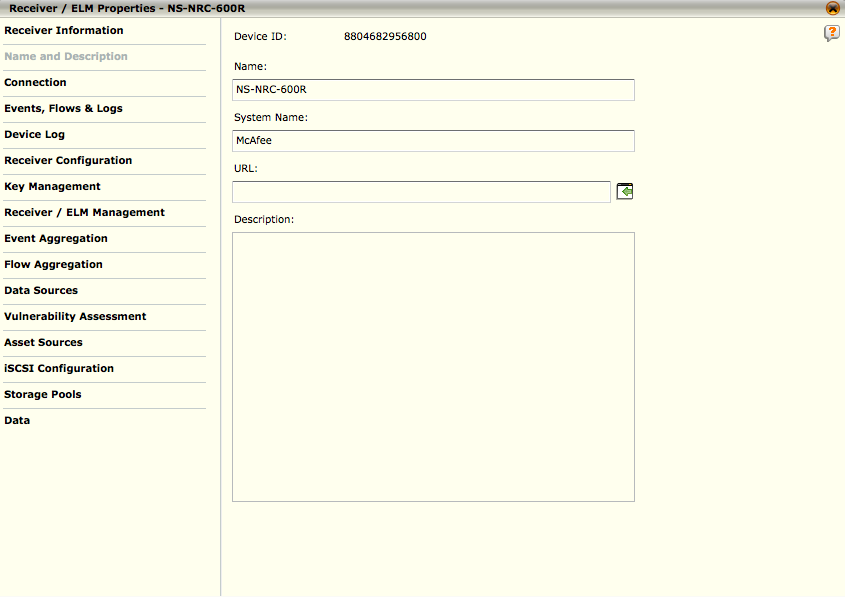 Receiver / ELM Properties - NS-NRC-600R
Receiver Information
Name and Description
Connection
Events, Flows & Logs
Device Log
Receiver Configuration
Key Management
Receiver / ELM Management
Event Aggregation
Flow Aggregation
Data Sources
Vulnerability Assessment
Asset Sources
iSCSI Configuration
Storage Pools
Data
Device ID: 8804682956800
Name:
NS-NRC-600R
System Name:
McAfee
URL:
Description:
?